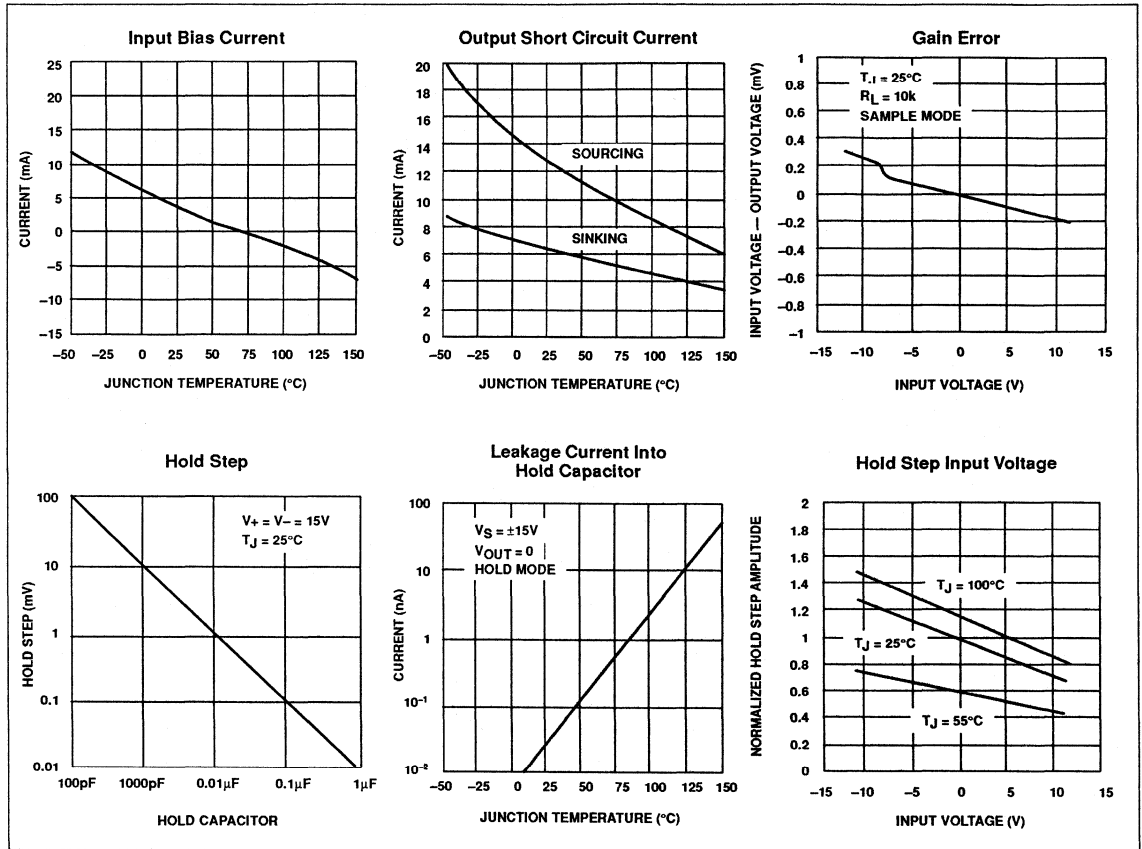 Input Bias Current
25
20
15
10
5
0
–5
–10
–15
CURRENT (mA)
–50 –25 0 25 50 75 100 125 150
JUNCTION TEMPERATURE (°C)
Output Short Circuit Current
20
18
16
14
12
10
8
6
4
2
0
CURRENT (mA)
SOURCING
SINKING
–50 –25 0 25 50 75 100 125 150
JUNCTION TEMPERATURE (°C)
Gain Error
1
0.8
0.6
0.4
0.2
0
–0.2
–0.4
–0.6
–0.8
–1
INPUT VOLTAGE — OUTPUT VOLTAGE (mV)
TJ = 25°C
RL = 10k
SAMPLE MODE
–15 –10 –5 0 5 10 15
INPUT VOLTAGE (V)
Hold Step
100
10
1
0.1
0.01
HOLD STEP (mV)
V+ = V– = 15V
TJ = 25°C
100pF 1000pF 0.01µF 0.1µF 1µF
HOLD CAPACITOR
Leakage Current Into
Hold Capacitor
100
10
1
10–1
10–2
CURRENT (nA)
VS = ±15V
VOUT = 0
HOLD MODE
–50 –25 0 25 50 75 100 125 150
JUNCTION TEMPERATURE (°C)
Hold Step Input Voltage
2
1.8
1.6
1.4
1.2
1
0.8
0.6
0.4
0.2
0
NORMALIZED HOLD STEP AMPLITUDE
TJ = 100°C
TJ = 25°C
TJ = 55°C
–15 –10 –5 0 5 10 15
INPUT VOLTAGE (V)